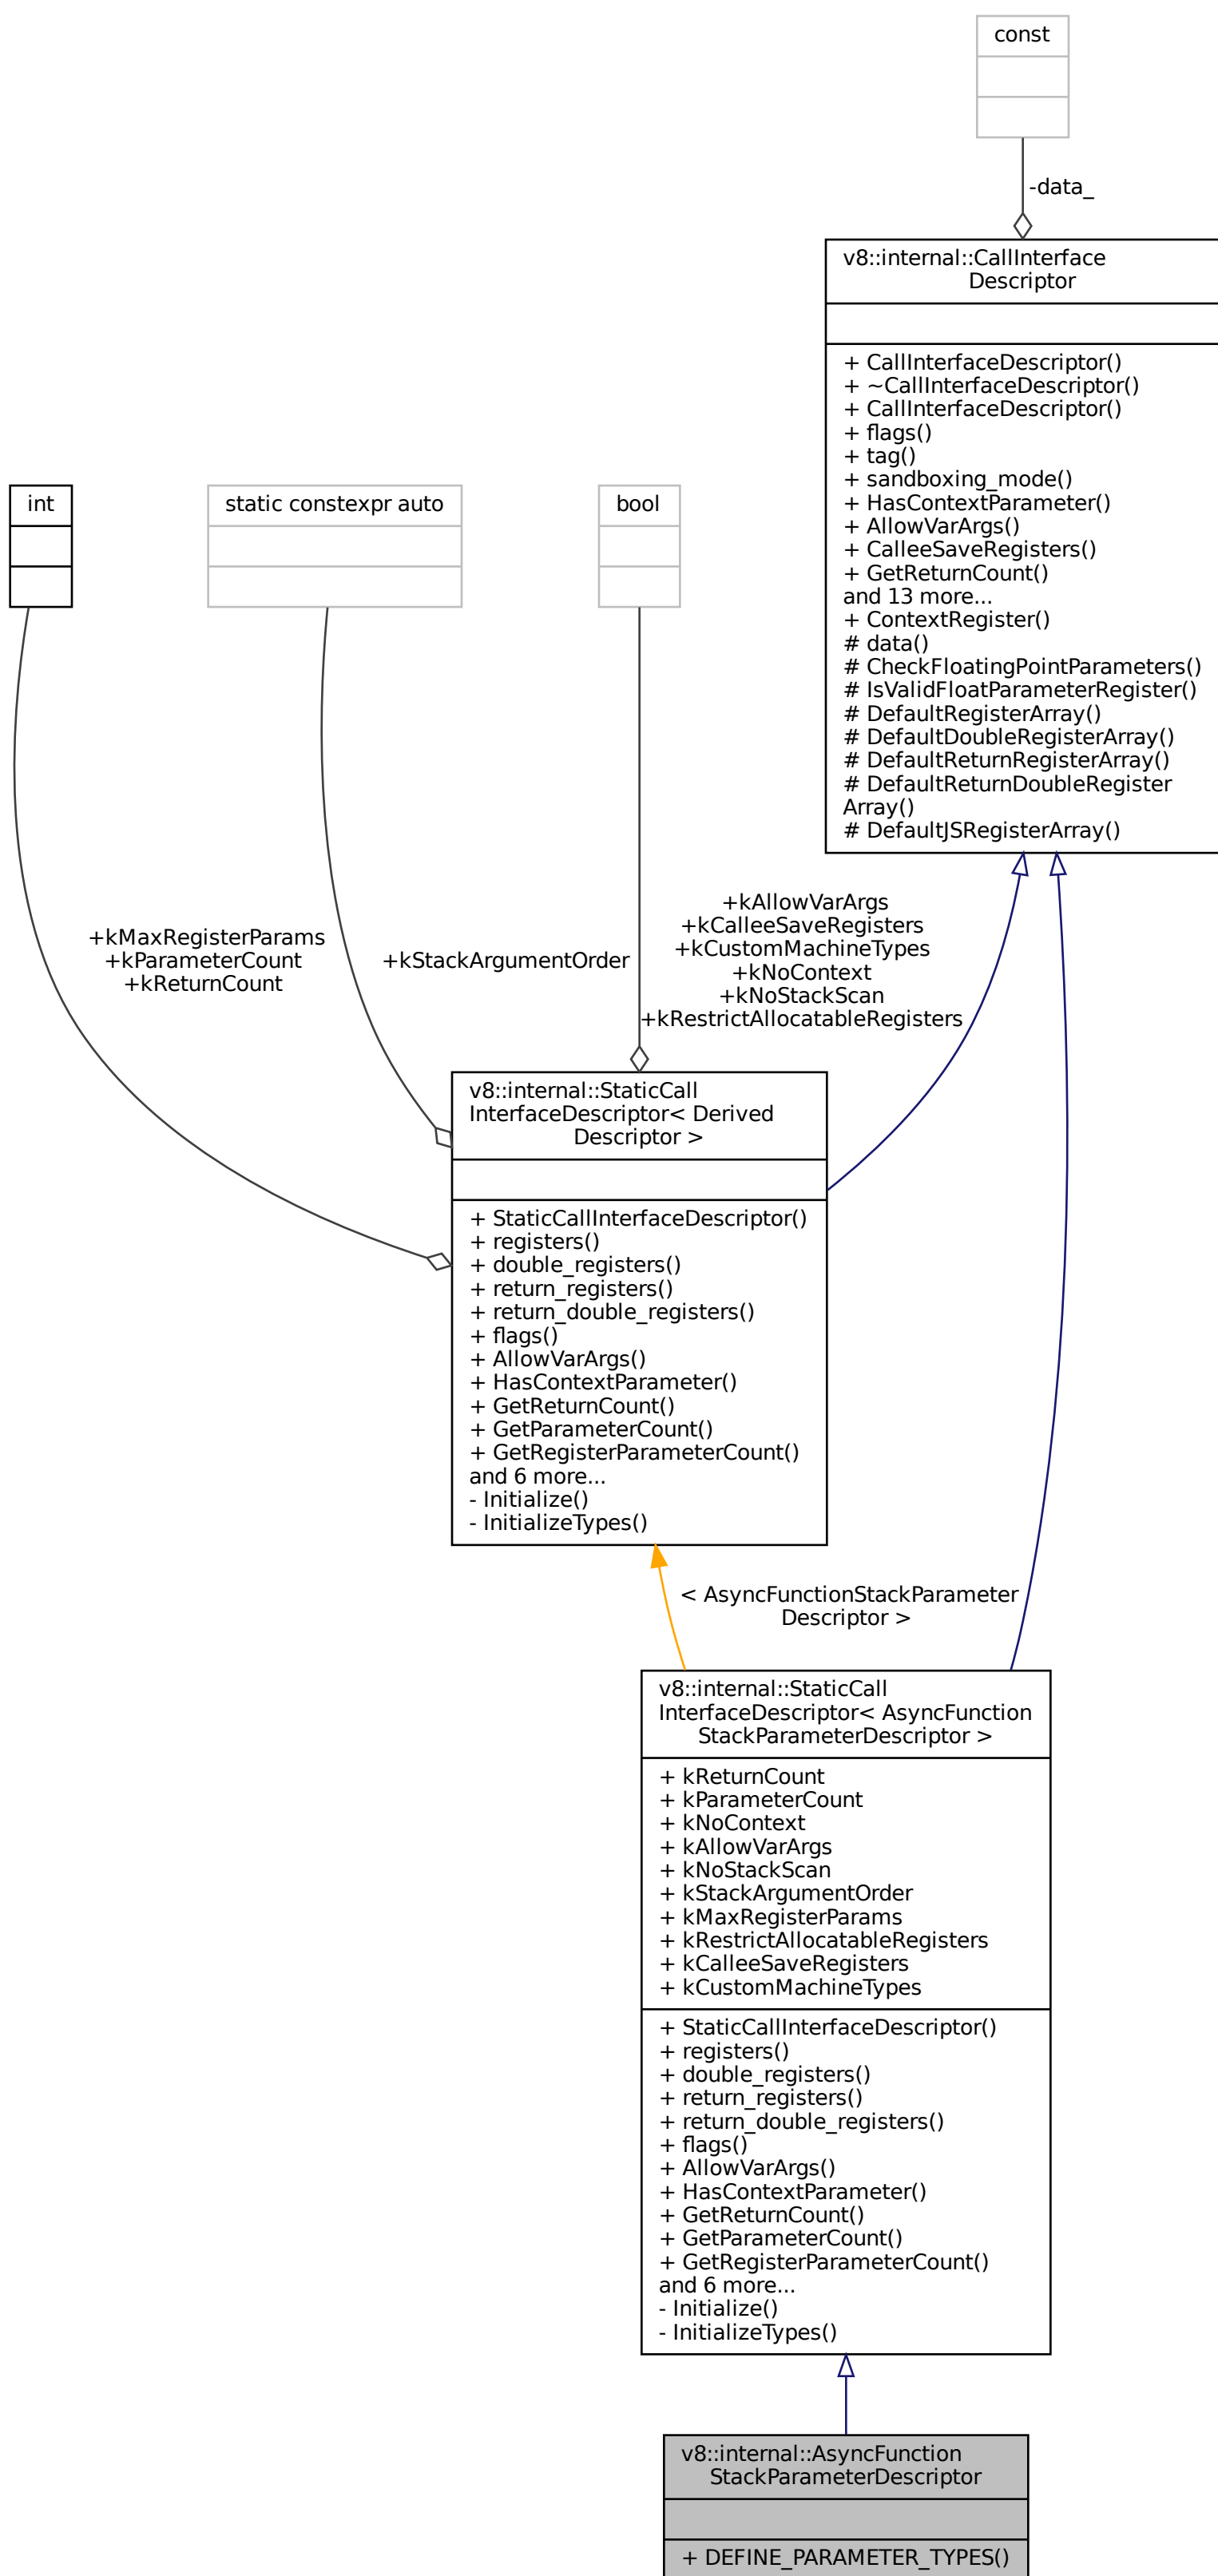 const
-data_
v8::internal::CallInterface
Descriptor
+ CallInterfaceDescriptor()
+ ~CallInterfaceDescriptor()
+ CallInterfaceDescriptor()
+ flags()
+ tag()
+ sandboxing_mode()
+ HasContextParameter()
+ AllowVarArgs()
+ CalleeSaveRegisters()
+ GetReturnCount()
and 13 more...
+ ContextRegister()
# data()
# CheckFloatingPointParameters()
# IsValidFloatParameterRegister()
# DefaultRegisterArray()
# DefaultDoubleRegisterArray()
# DefaultReturnRegisterArray()
# DefaultReturnDoubleRegister
Array()
# DefaultJSRegisterArray()
int
static constexpr auto
bool
+kMaxRegisterParams
+kParameterCount
+kReturnCount
+kStackArgumentOrder
+kAllowVarArgs
+kCalleeSaveRegisters
+kCustomMachineTypes
+kNoContext
+kNoStackScan
+kRestrictAllocatableRegisters
v8::internal::StaticCall
InterfaceDescriptor< Derived
Descriptor >
+ StaticCallInterfaceDescriptor()
+ registers()
+ double_registers()
+ return_registers()
+ return_double_registers()
+ flags()
+ AllowVarArgs()
+ HasContextParameter()
+ GetReturnCount()
+ GetParameterCount()
+ GetRegisterParameterCount()
and 6 more...
- Initialize()
- InitializeTypes()
< AsyncFunctionStackParameter
Descriptor >
v8::internal::StaticCall
InterfaceDescriptor< AsyncFunction
StackParameterDescriptor >
+ kReturnCount
+ kParameterCount
+ kNoContext
+ kAllowVarArgs
+ kNoStackScan
+ kStackArgumentOrder
+ kMaxRegisterParams
+ kRestrictAllocatableRegisters
+ kCalleeSaveRegisters
+ kCustomMachineTypes
+ StaticCallInterfaceDescriptor()
+ registers()
+ double_registers()
+ return_registers()
+ return_double_registers()
+ flags()
+ AllowVarArgs()
+ HasContextParameter()
+ GetReturnCount()
+ GetParameterCount()
+ GetRegisterParameterCount()
and 6 more...
- Initialize()
- InitializeTypes()
v8::internal::AsyncFunction
StackParameterDescriptor
+ DEFINE_PARAMETER_TYPES()